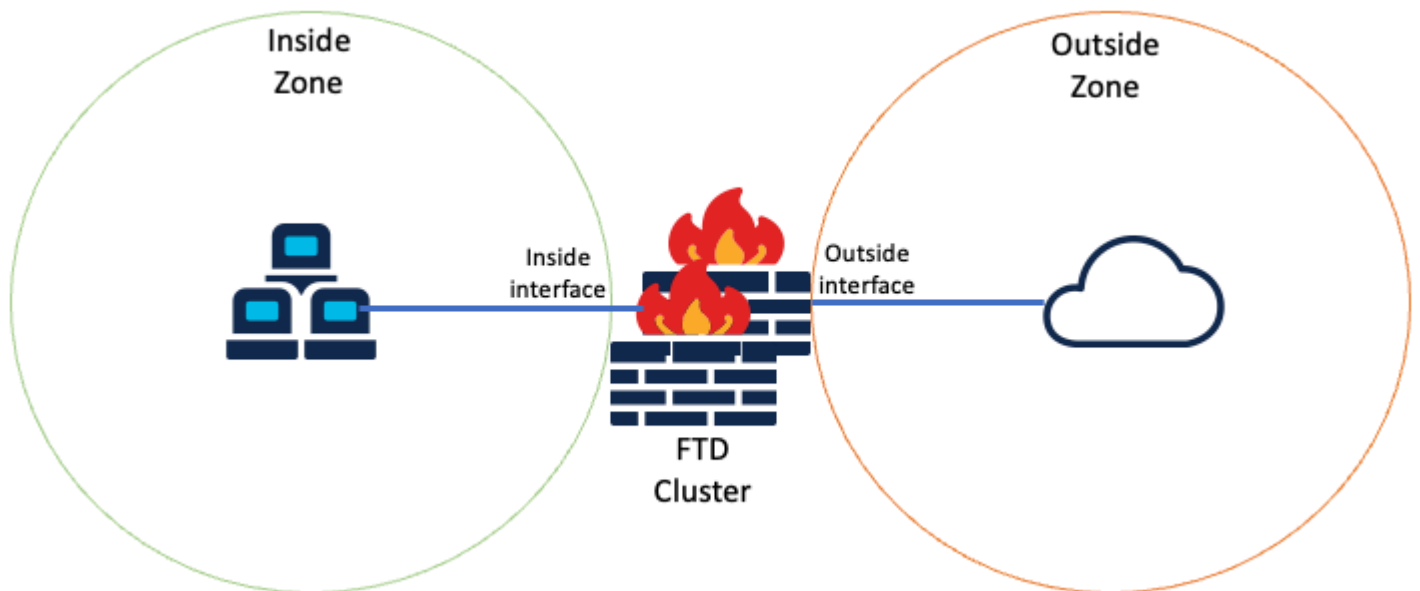 Inside
Zone
Outside
Zone
Inside
interface
Outside
interface
FTD
Cluster